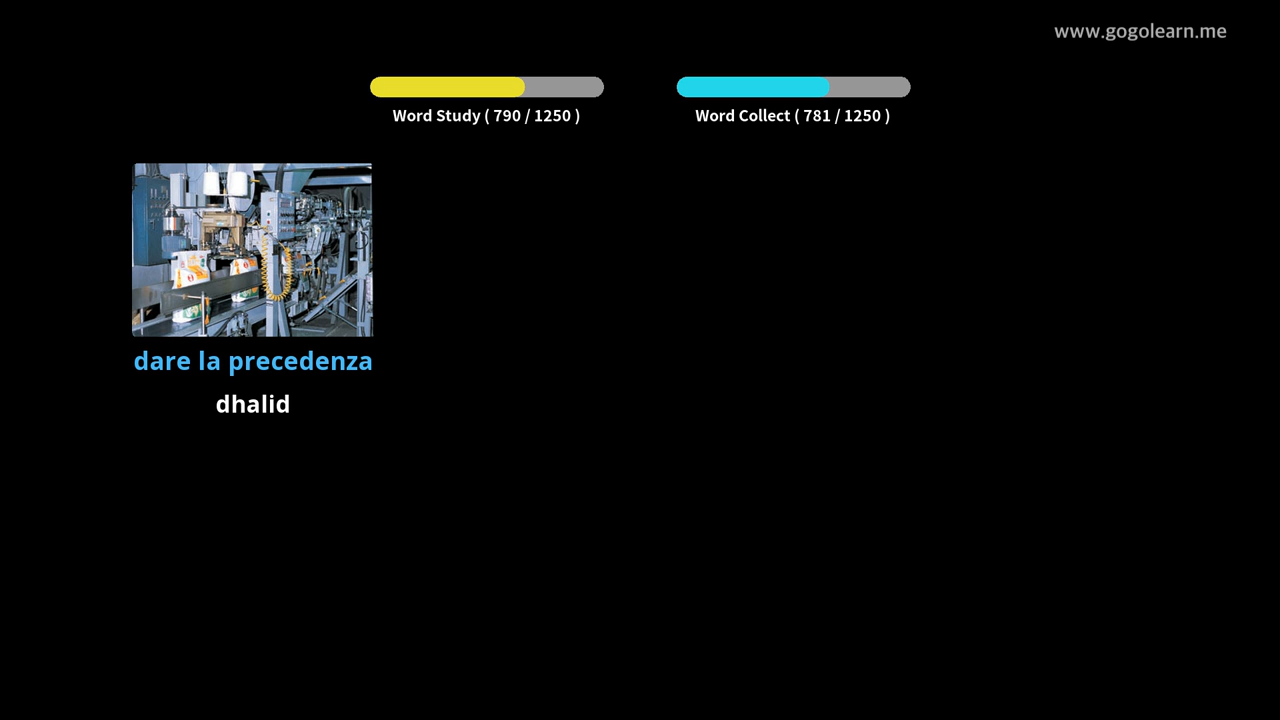 www.gogolearn.me
Word Study ( 790 / 1250 )
Word Collect ( 781 / 1250 )
dare la precedenza
dhalid